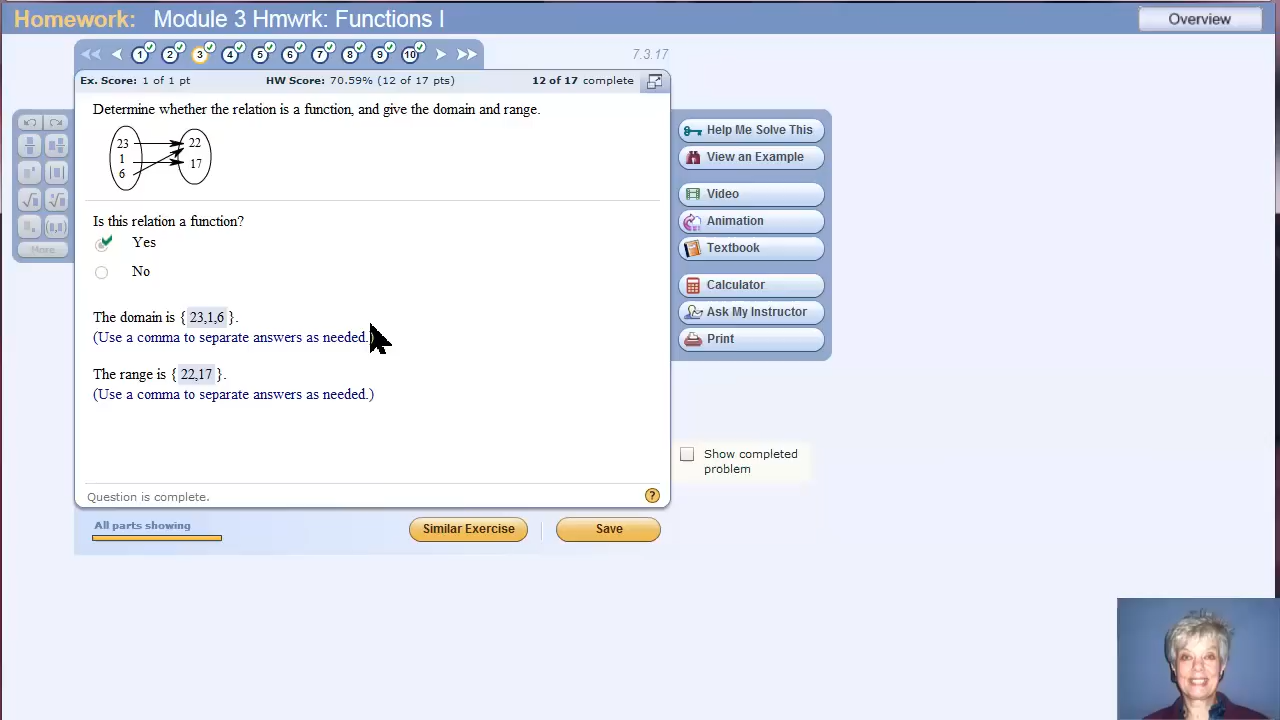 Homework: Module 3 Hmwrk: Functions I
Overview
1 2 3 4 5 6 7 8 9 10
7.3.17
Ex. Score: 1 of 1 pt HW Score: 70.59% (12 of 17 pts) 12 of 17 complete
Determine whether the relation is a function, and give the domain and range.
23 22
1 17
6
Is this relation a function?
Yes
No
The domain is { 23,1,6 }.
(Use a comma to separate answers as needed.)
The range is { 22,17 }.
(Use a comma to separate answers as needed.)
Question is complete.
?
All parts showing
Similar Exercise
Save
More
Help Me Solve This
View an Example
Video
Animation
Textbook
Calculator
Ask My Instructor
Print
Show completed
problem